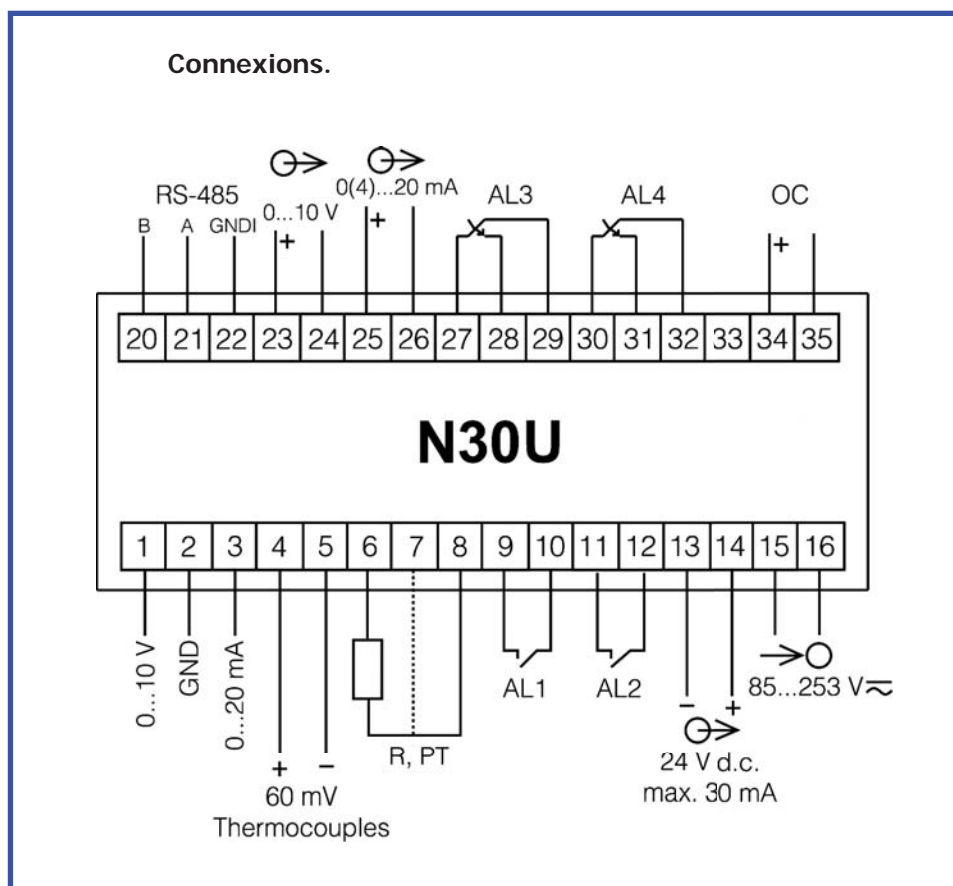 Connexions.
RS-485
0...10 V
0(4)...20 mA
AL3
AL4
OC
B A GNDI
+ + +
20 21 22 23 24 25 26 27 28 29 30 31 32 33 34 35
N30U
1 2 3 4 5 6 7 8 9 10 11 12 13 14 15 16
0...10 V
GND
0...20 mA
+ −
60 mV
Thermocouples
R, PT
AL1
AL2
− +
24 V d.c.
max. 30 mA
85...253 V